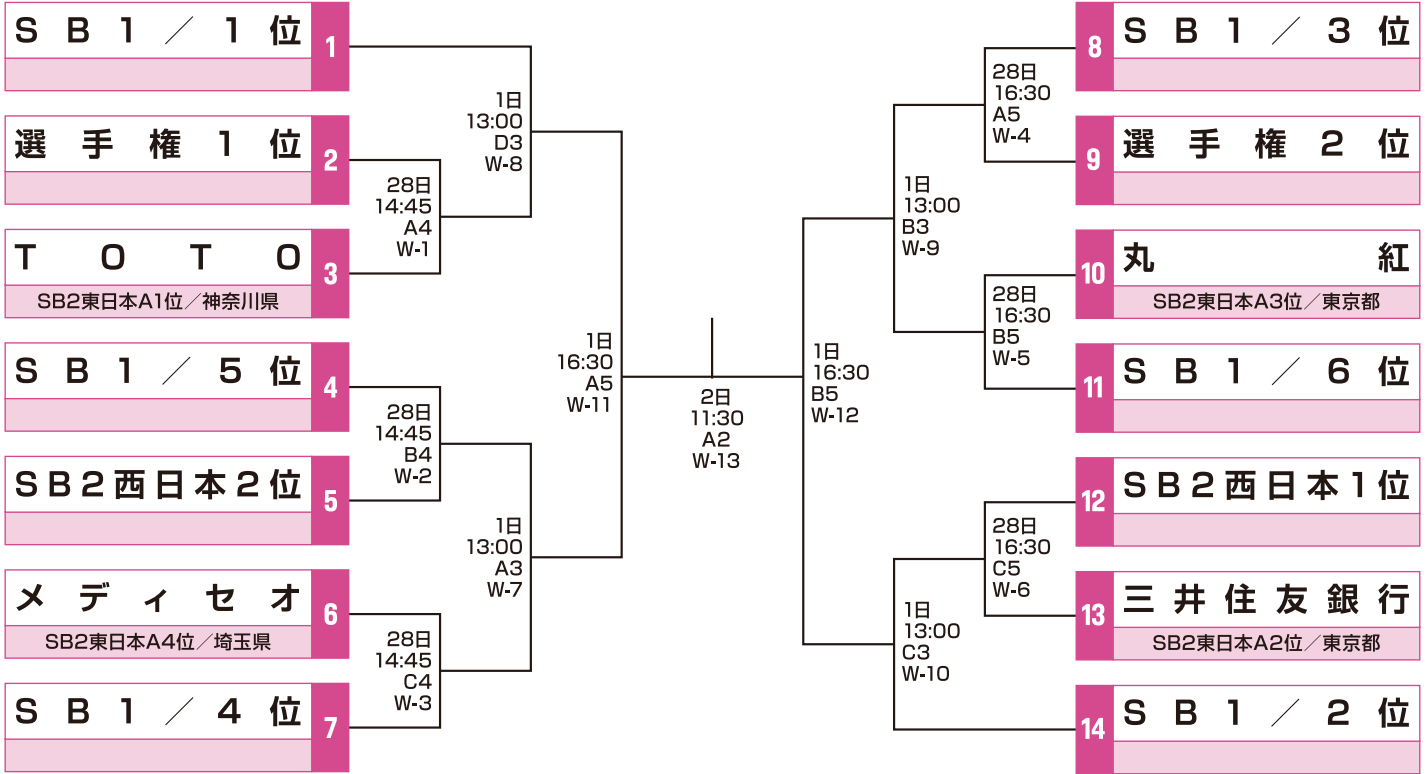 SB1／1位
1
選手権1位
2
TOTO
SB2東日本A1位／神奈川県
3
SB1／5位
4
SB2西日本2位
5
メディセオ
SB2東日本A4位／埼玉県
6
SB1／4位
7
28日
14:45
A4
W-1
28日
14:45
B4
W-2
28日
14:45
C4
W-3
1日
13:00
D3
W-8
1日
13:00
A3
W-7
1日
16:30
A5
W-11
2日
11:30
A2
W-13
1日
16:30
B5
W-12
1日
13:00
B3
W-9
1日
13:00
C3
W-10
28日
16:30
A5
W-4
28日
16:30
B5
W-5
28日
16:30
C5
W-6
8
SB1／3位
9
選手権2位
10
丸紅
SB2東日本A3位／東京都
11
SB1／6位
12
SB2西日本1位
13
三井住友銀行
SB2東日本A2位／東京都
14
SB1／2位